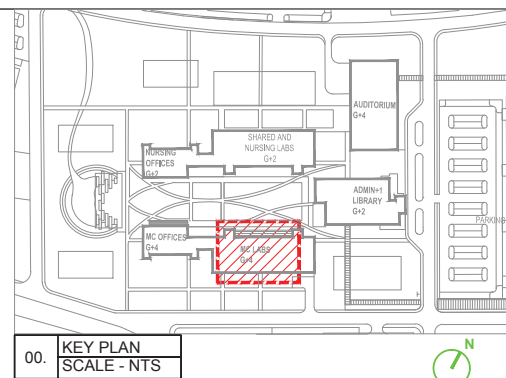 AUDITORIUM
G+4
SHARED AND
NURSING LABS
G+2
NURSING
OFFICES
G+2
ADMIN+1
LIBRARY
G+2
PARKING
MC OFFICES
G+4
MC LABS
G+4
00.
KEY PLAN
SCALE - NTS
N